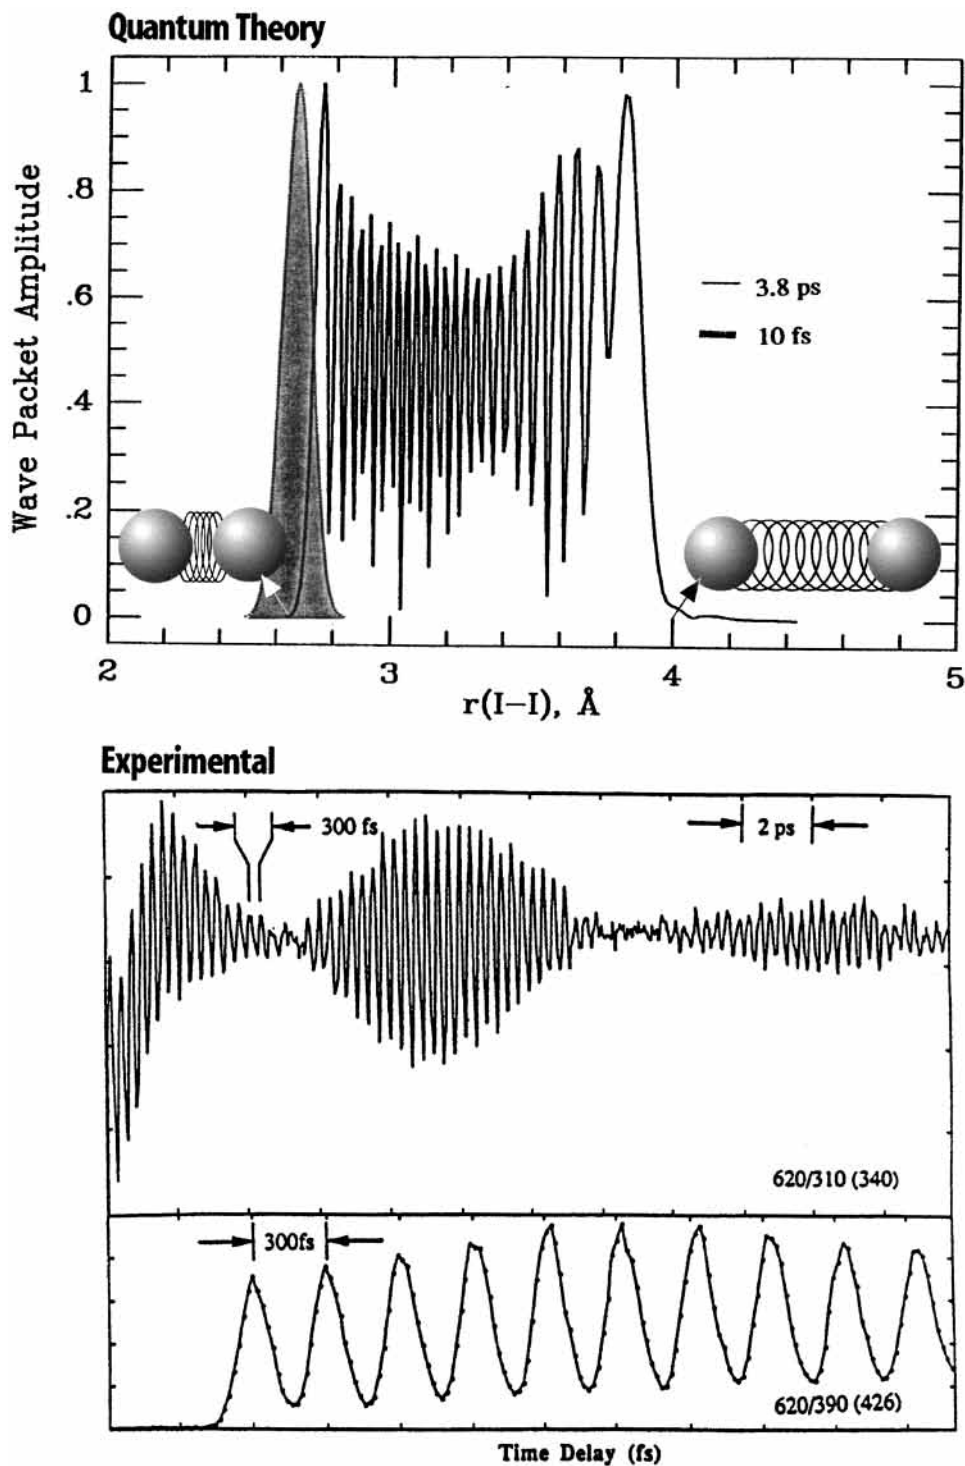 Quantum Theory
1
.8
.6
.4
.2
0
Wave Packet Amplitude
3.8 ps
10 fs
2 3 4 5
r(I-I), Å
Experimental
300 fs
2 ps
620/310 (340)
300fs
620/390 (426)
Time Delay (fs)